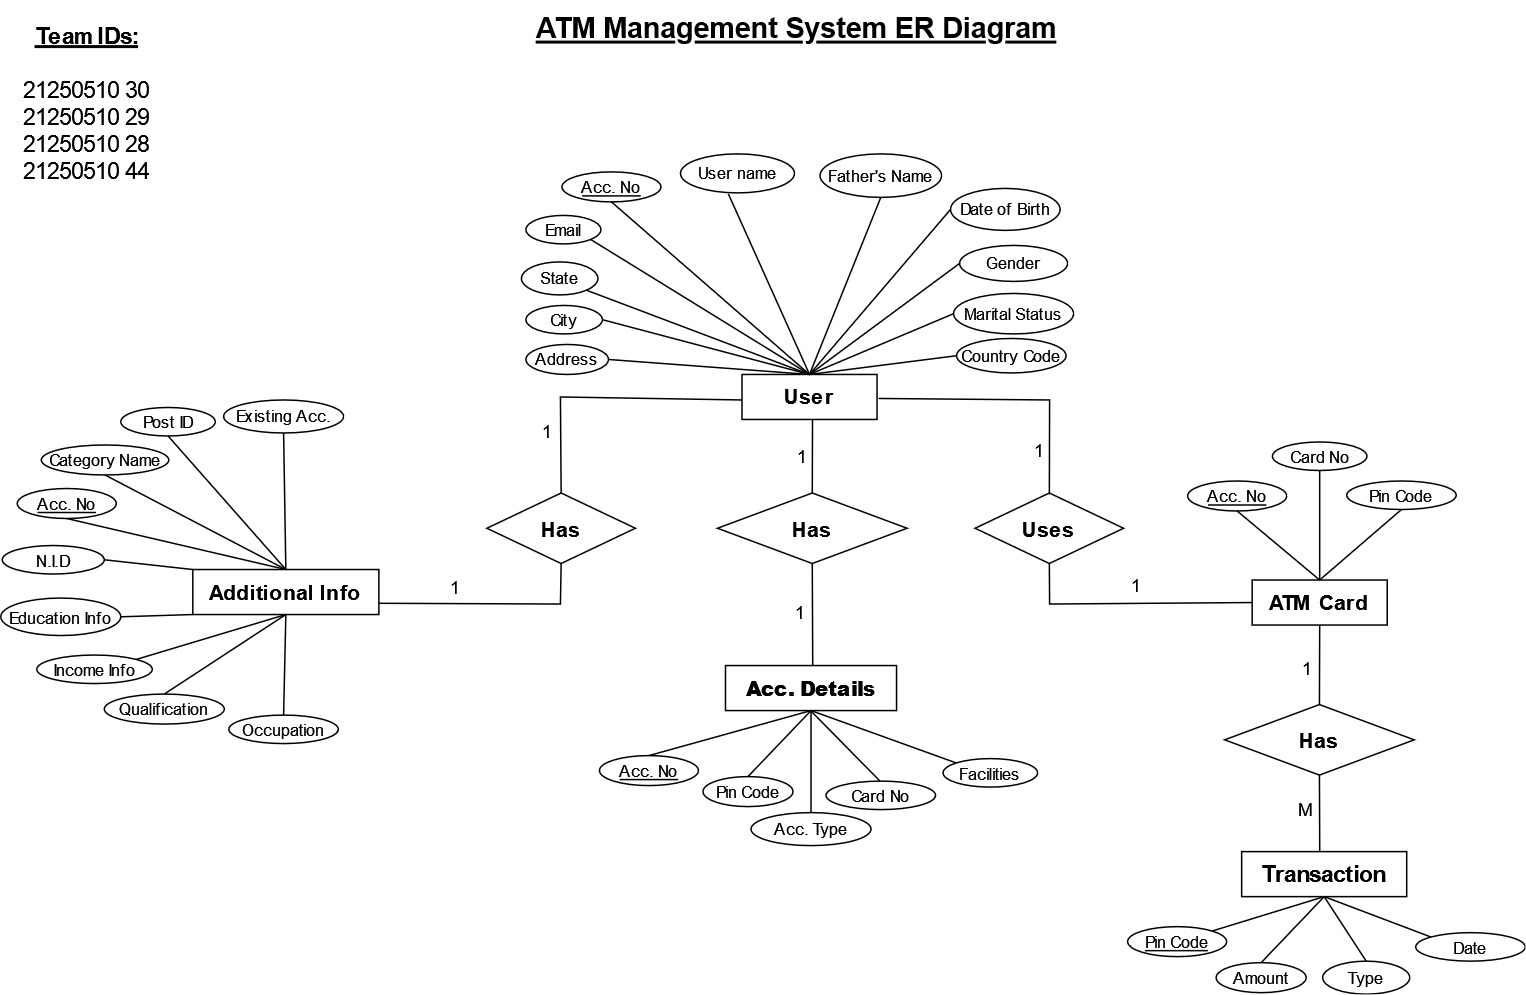 ATM Management System ER Diagram
Team IDs:
21250510 30
21250510 29
21250510 28
21250510 44
User name
Father's Name
Acc. No
Date of Birth
Email
Gender
State
Marital Status
City
Country Code
Address
User
Existing Acc.
Post ID
Category Name
Acc. No
N.I.D
Additional Info
Education Info
Income Info
Qualification
Occupation
1
Has
1
1
Has
1
1
Uses
1
Card No
Acc. No
Pin Code
ATM Card
Acc. Details
Acc. No
Pin Code
Acc. Type
Card No
Facilities
1
Has
M
Transaction
Pin Code
Amount
Type
Date